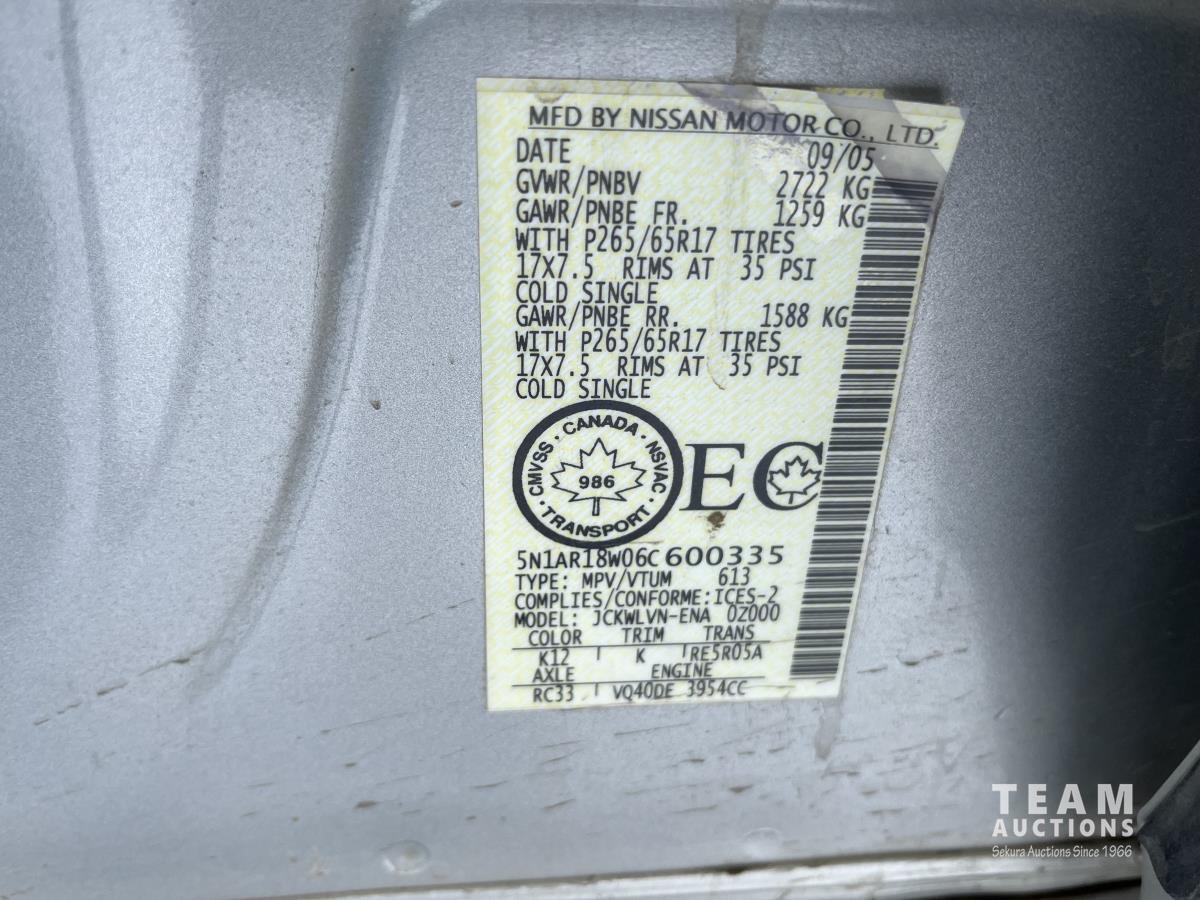 MFD BY NISSAN MOTOR CO., LTD.
DATE 09/05
GVWR/PNBV 2722 KG
GAWR/PNBE FR. 1259 KG
WITH P265/65R17 TIRES
17X7.5 RIMS AT 35 PSI
COLD SINGLE
GAWR/PNBE RR. 1588 KG
WITH P265/65R17 TIRES
17X7.5 RIMS AT 35 PSI
COLD SINGLE
CMVSS · CANADA · NSVAC · TRANSPORT ·
986
EC
5N1AR18W06C600335
TYPE: MPV/VTUM 613
COMPLIES/CONFORME:ICES-2
MODEL: JCKWLVN-ENA 0Z000
COLOR TRIM TRANS
K12 K RE5R05A
AXLE ENGINE
RC33 VQ40DE 3954CC
TEAM
AUCTIONS
Sekura Auctions Since 1966